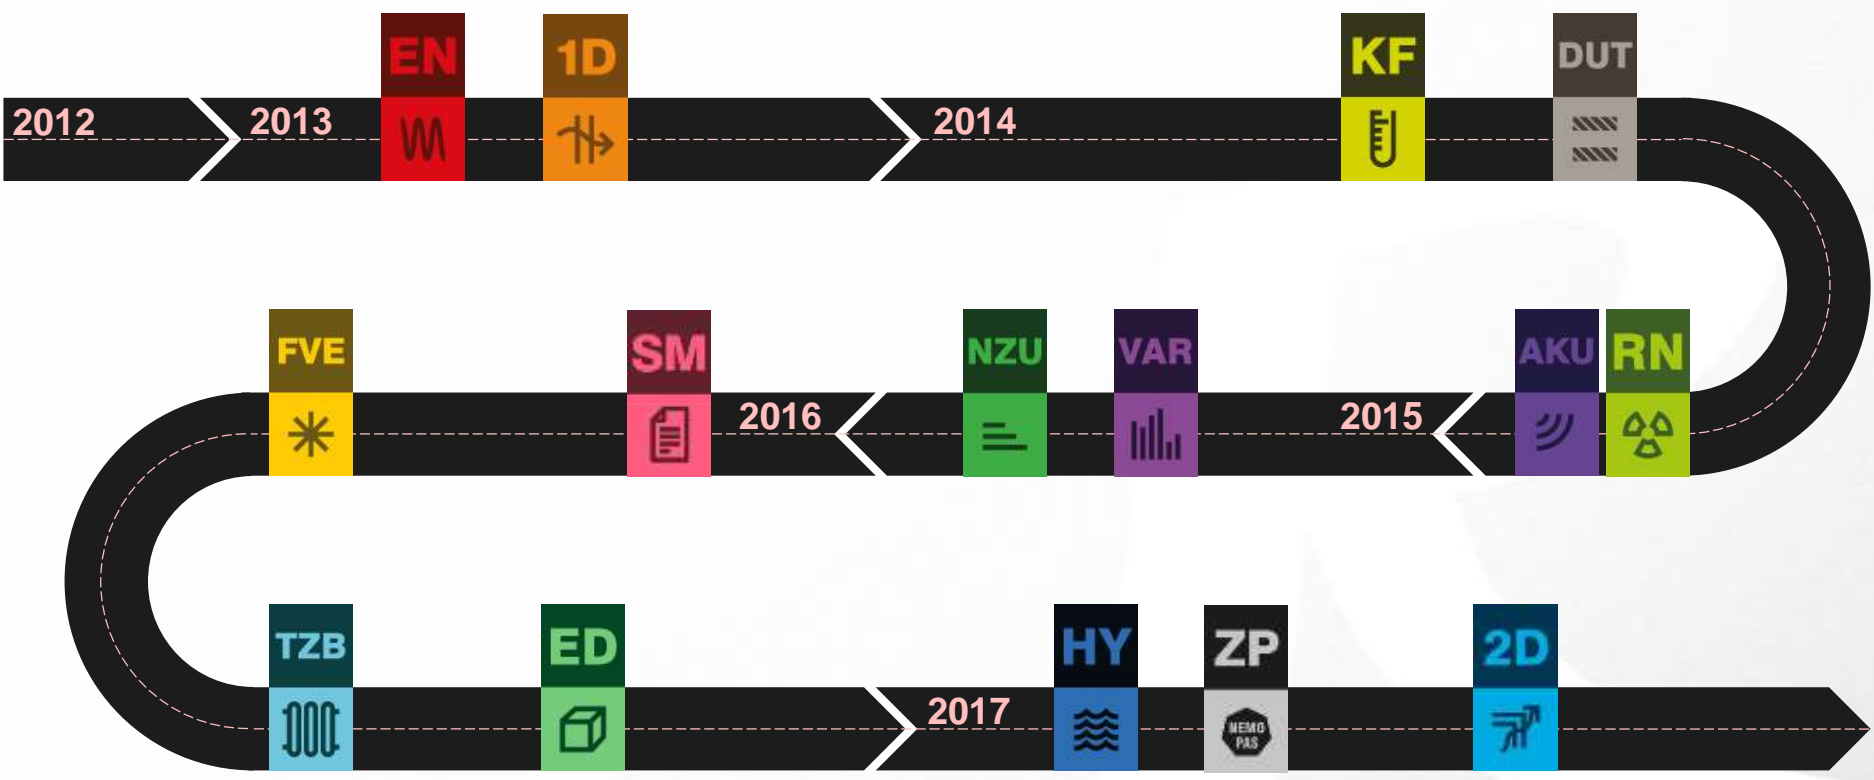 2012
2013
EN
1D
2014
KF
DUT
RN
AKU
2015
VAR
NZU
2016
SM
FVE
TZB
ED
2017
HY
ZP
NEMO
PAS
2D